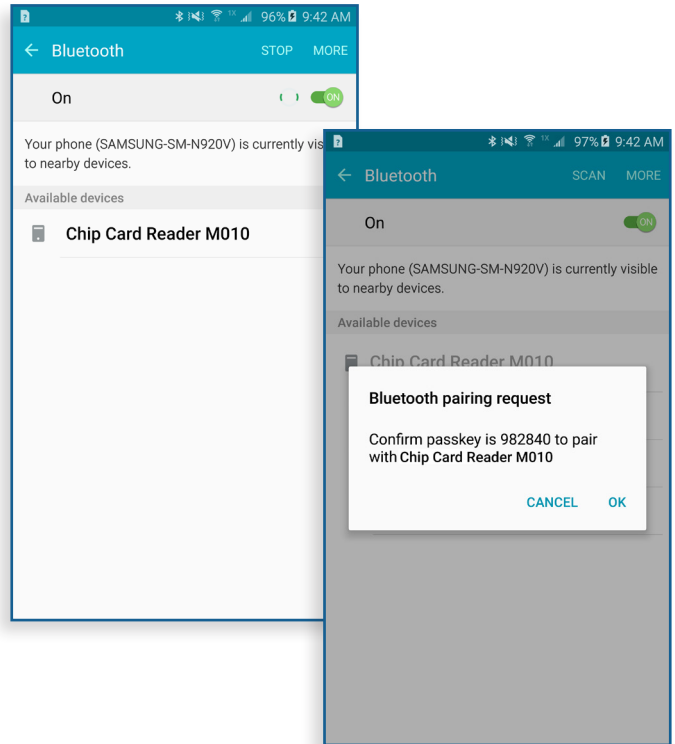 1X 96% 9:42 AM
Bluetooth STOP MORE
On ON
Your phone (SAMSUNG-SM-N920V) is currently vis
to nearby devices.
Available devices
Chip Card Reader M010
1X 97% 9:42 AM
Bluetooth SCAN MORE
On ON
Your phone (SAMSUNG-SM-N920V) is currently visible
to nearby devices.
Available devices
Chip Card Reader M010
Bluetooth pairing request
Confirm passkey is 982840 to pair
with Chip Card Reader M010
CANCEL OK